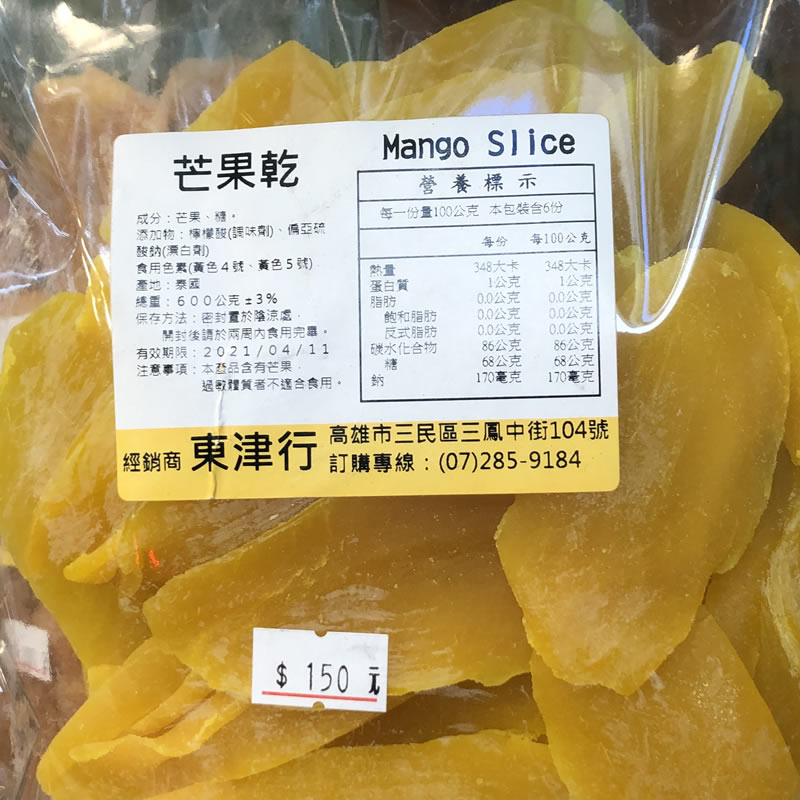 芒果乾
成分：芒果、糖。
添加物：檸檬酸(調味劑)、偏亞硫
酸鈉(漂白劑)
食用色素(黃色4號、黃色5號)
產地：泰國
總重：600公克±3%
保存方法：密封置於陰涼處，
開封後請於兩周內食用完畢。
有效期限：2021/04/11
注意事項：本產品含有芒果，
過敏體質者不適合食用。
Mango Slice
營養標示
每一份量100公克 本包裝含6份
每份 每100公克
熱量 348大卡 348大卡
蛋白質 1公克 1公克
脂肪 0.0公克 0.0公克
飽和脂肪 0.0公克 0.0公克
反式脂肪 0.0公克 0.0公克
碳水化合物 86公克 86公克
糖 68公克 68公克
鈉 170毫克 170毫克
經銷商 東津行
高雄市三民區三鳳中街104號
訂購專線：(07)285-9184
$ 150 元